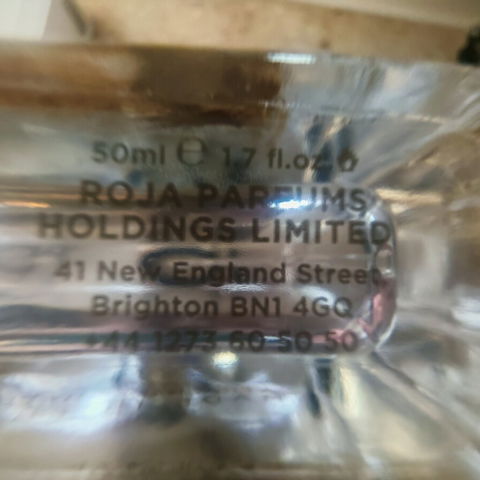 50ml ℮ 1.7 fl.oz
ROJA PARFUMS
HOLDINGS LIMITED
41 New England Street
Brighton BN1 4GQ
+44 1273 60 50 50